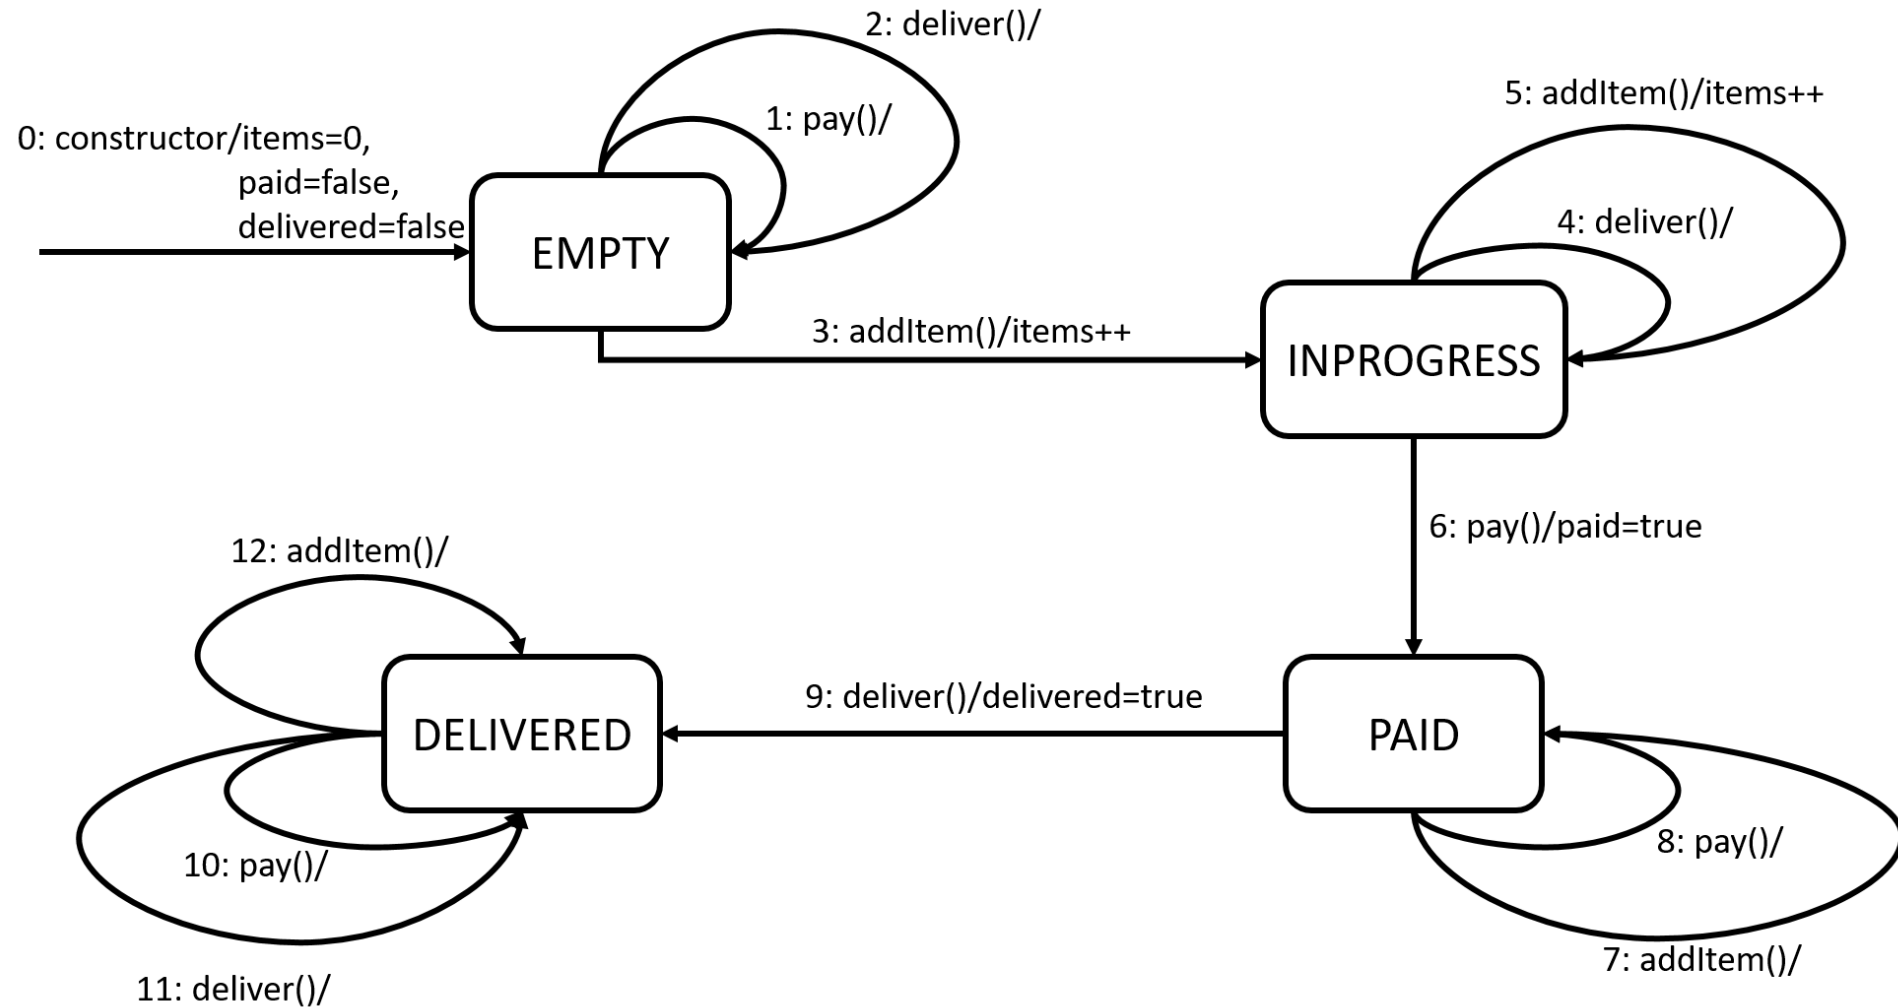 2: deliver()/
1: pay()/
0: constructor/items=0,
paid=false,
delivered=false
EMPTY
5: addItem()/items++
4: deliver()/
3: addItem()/items++
INPROGRESS
6: pay()/paid=true
12: addItem()/
DELIVERED
9: deliver()/delivered=true
PAID
10: pay()/
8: pay()/
11: deliver()/
7: addItem()/